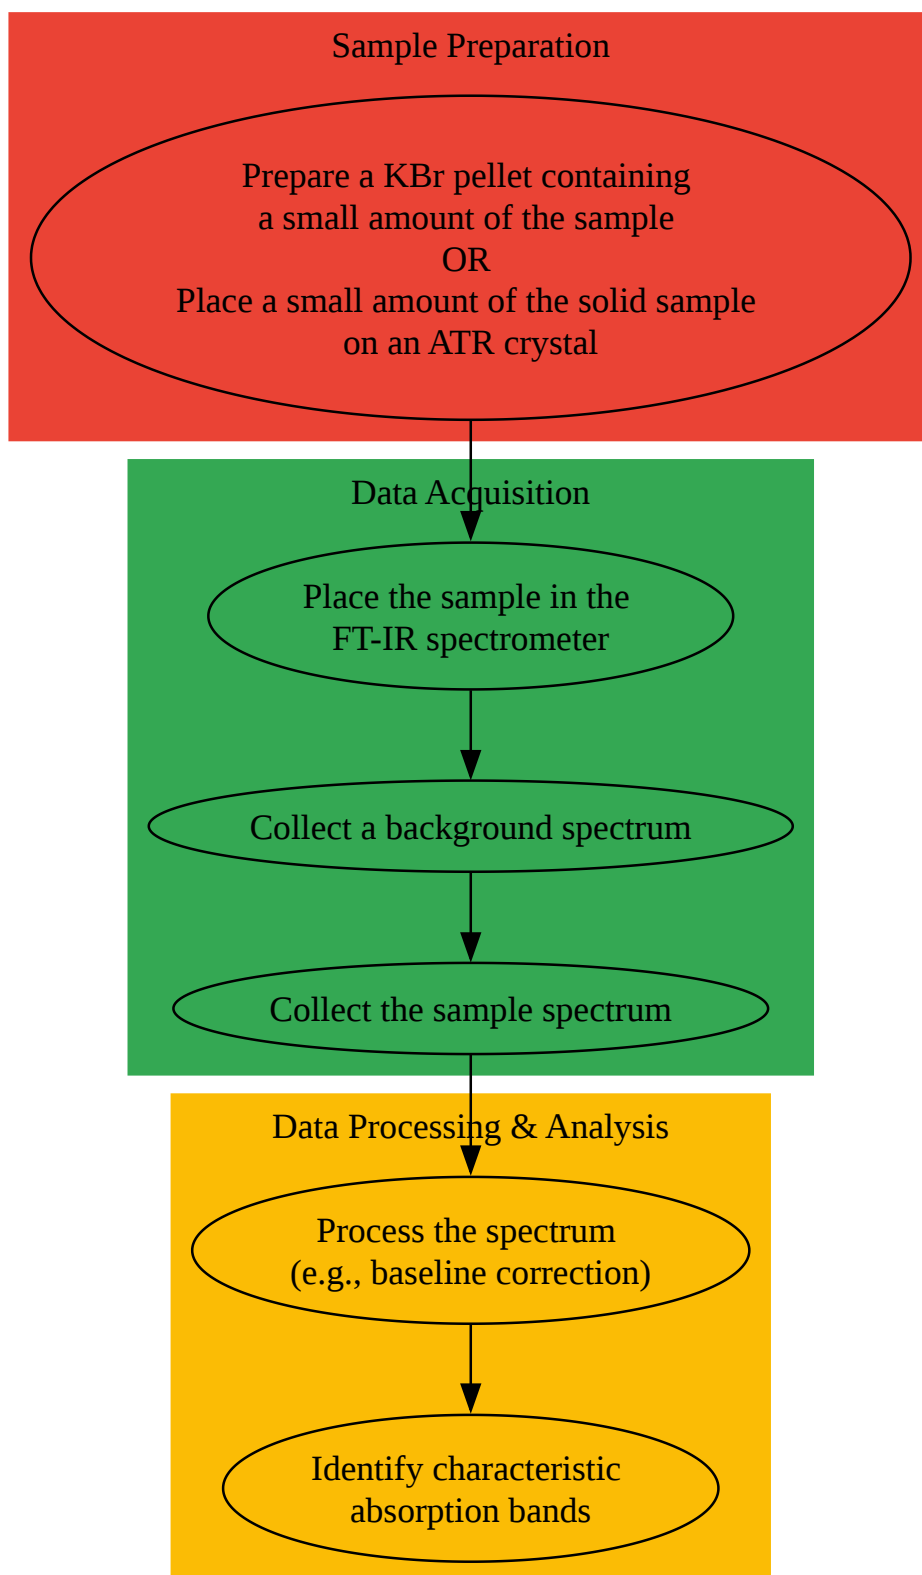 Sample Preparation
Prepare a KBr pellet containing
a small amount of the sample
OR
Place a small amount of the solid sample
on an ATR crystal
Data Acquisition
Place the sample in the
FT-IR spectrometer
Collect a background spectrum
Collect the sample spectrum
Data Processing & Analysis
Process the spectrum
(e.g., baseline correction)
Identify characteristic
absorption bands